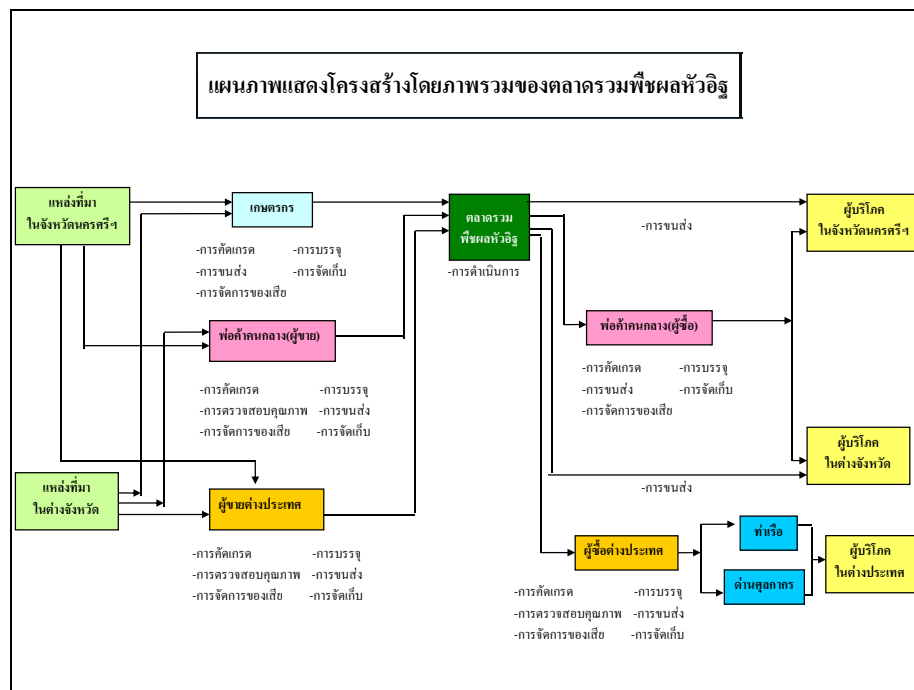 แผนภาพแสดงโครงสร้างโดยภาพรวมของตลาดรวมพืชผลหัวอิฐ
แหล่งที่มา
ในจังหวัดนครศรีฯ
เกษตรกร
-การคัดเกรด -การบรรจุ
-การขนส่ง -การจัดเก็บ
-การจัดการของเสีย
ตลาดรวม
พืชผลหัวอิฐ
-การดำเนินการ
-การขนส่ง
ผู้บริโภค
ในจังหวัดนครศรีฯ
พ่อค้าคนกลาง(ผู้ขาย)
-การคัดเกรด -การบรรจุ
-การตรวจสอบคุณภาพ -การขนส่ง
-การจัดการของเสีย -การจัดเก็บ
พ่อค้าคนกลาง(ผู้ซื้อ)
-การคัดเกรด -การบรรจุ
-การขนส่ง -การจัดเก็บ
-การจัดการของเสีย
แหล่งที่มา
ในต่างจังหวัด
ผู้ขายต่างประเทศ
-การคัดเกรด -การบรรจุ
-การตรวจสอบคุณภาพ -การขนส่ง
-การจัดการของเสีย -การจัดเก็บ
-การขนส่ง
ผู้บริโภค
ในต่างจังหวัด
ผู้ซื้อต่างประเทศ
-การคัดเกรด -การบรรจุ
-การตรวจสอบคุณภาพ -การขนส่ง
-การจัดการของเสีย -การจัดเก็บ
ท่าเรือ
ด่านศุลกากร
ผู้บริโภค
ในต่างประเทศ